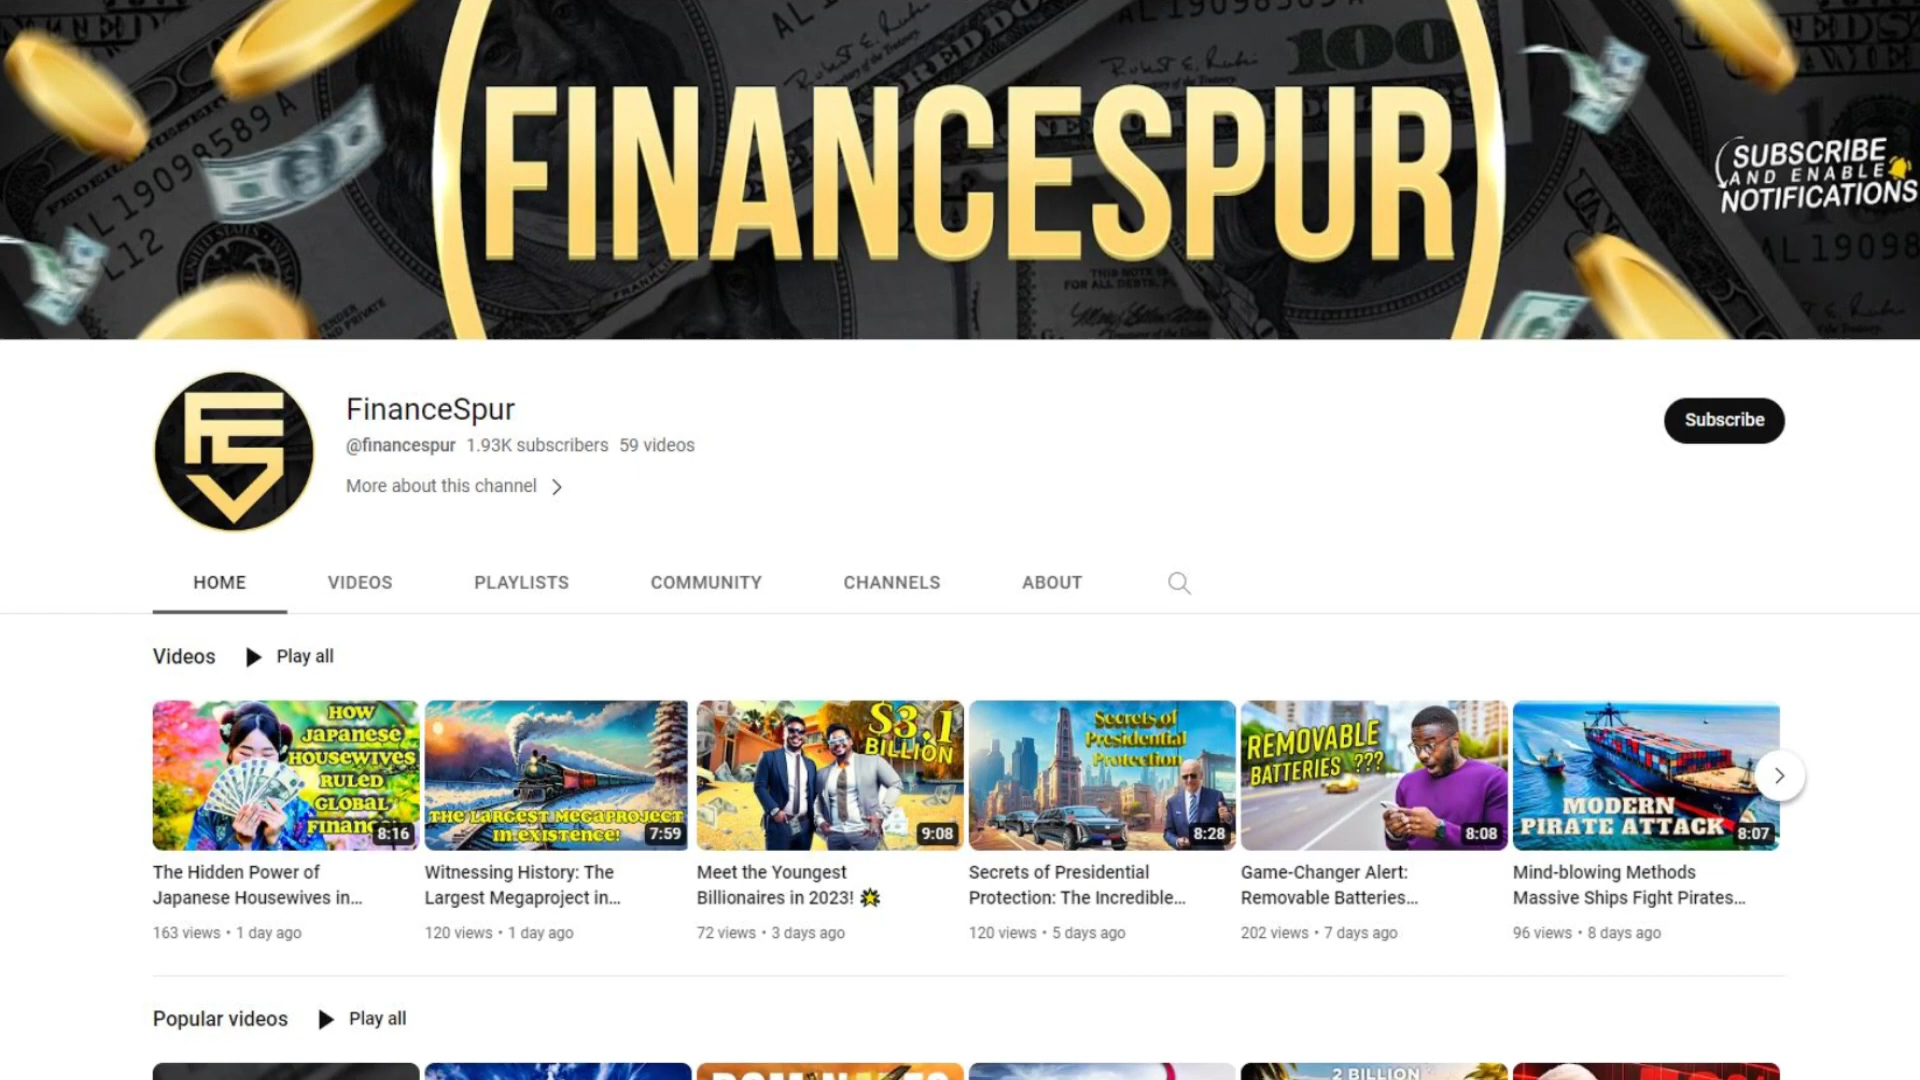 FINANCESPUR
SUBSCRIBE
AND ENABLE
NOTIFICATIONS
100
AL 19098589 A
L12
FRANKLIN
FinanceSpur
@financespur 1.93K subscribers 59 videos
More about this channel
Subscribe
HOME VIDEOS PLAYLISTS COMMUNITY CHANNELS ABOUT
Videos Play all
HOW
Japanese
Housewives
Ruled
Global
Financ
8:16
THE LARGEST MEGAPROJECT
in existence!
7:59
$3.1
BILLION
9:08
Secrets of
Presidential
Protection
8:28
REMOVABLE
BATTERIES ???
8:08
MODERN
PIRATE ATTACK
8:07
The Hidden Power of
Japanese Housewives in...
163 views • 1 day ago
Witnessing History: The
Largest Megaproject in...
120 views • 1 day ago
Meet the Youngest
Billionaires in 2023! 🌟
72 views • 3 days ago
Secrets of Presidential
Protection: The Incredible...
120 views • 5 days ago
Game-Changer Alert:
Removable Batteries...
202 views • 7 days ago
Mind-blowing Methods
Massive Ships Fight Pirates...
96 views • 8 days ago
Popular videos Play all
2 BILLION